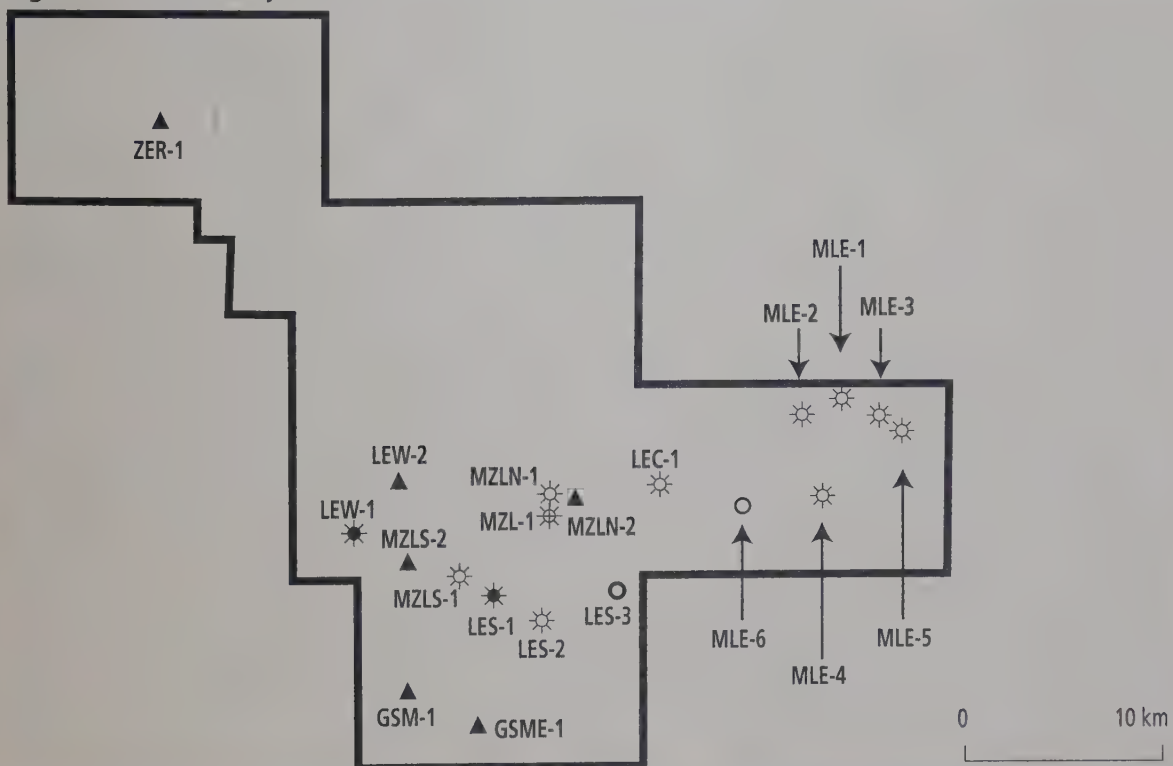 ZER-1
MLE-1
MLE-2
MLE-3
LEW-2
MZLN-1
LEC-1
LEW-1
MZL-1
MZLN-2
MZLS-2
MZLS-1
LES-1
LES-3
LES-2
MLE-6
MLE-5
MLE-4
GSM-1
GSME-1
0
10 km